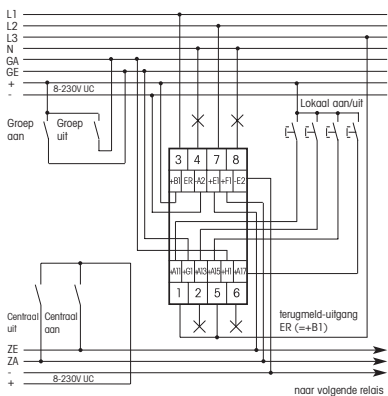 L1
L2
L3
N
GA
GE
+
-
8-230V UC
Lokaal aan/uit
Groep aan
Groep uit
3 4 7 8
+B1 ER -A2 +E1 +F1 -E2
+A11 +G1 +A13 +A15 +H1 +A17
1 2 5 6
terugmeld-uitgang
ER (=+B1)
Centraal uit
Centraal aan
ZE
ZA
-
+
8-230V UC
naar volgende relais